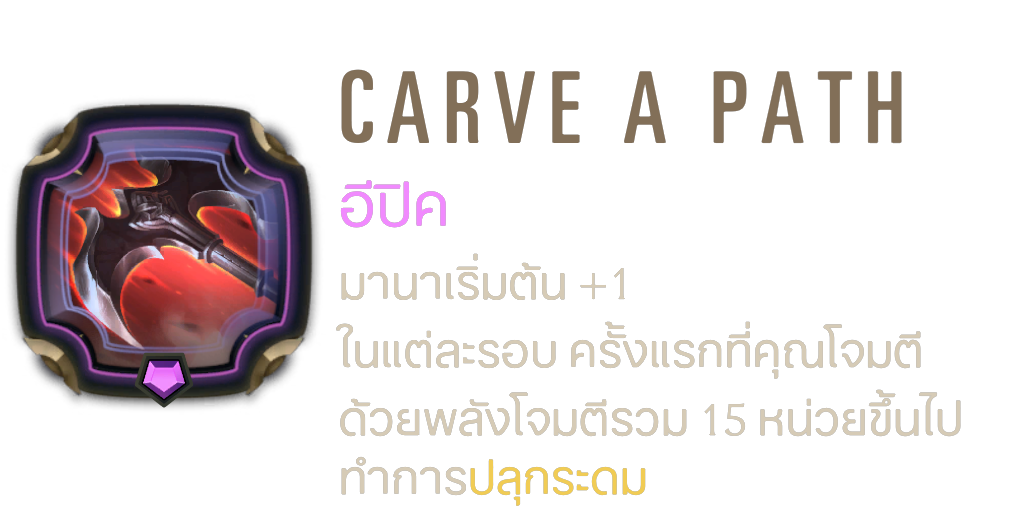 CARVE A PATH
อีปิค
มานาเริ่มต้น +1
ในแต่ละรอบ ครั้งแรกที่คุณโจมตี
ด้วยพลังโจมตีรวม 15 หน่วยขึ้นไป
ทำการปลุกระดม